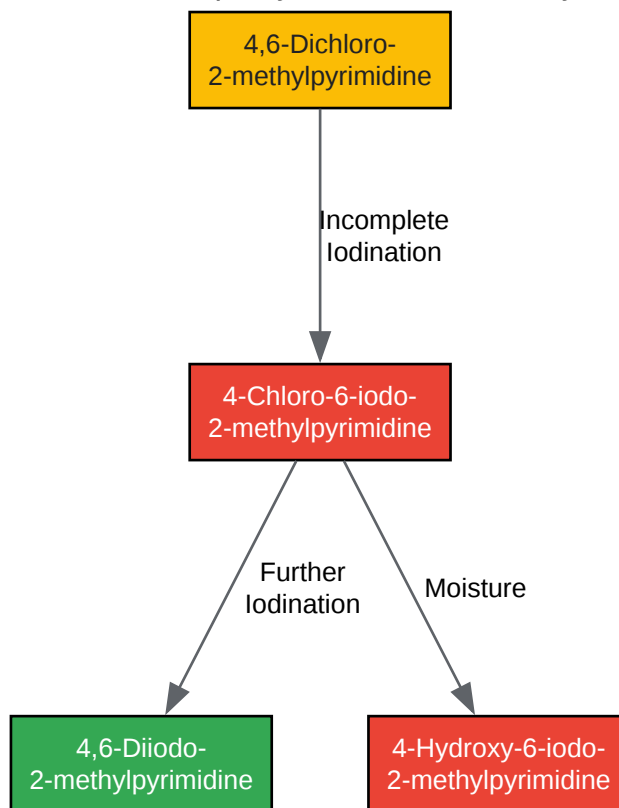 4,6-Dichloro-
2-methylpyrimidine
Incomplete
Iodination
4-Chloro-6-iodo-
2-methylpyrimidine
Further
Iodination
Moisture
4,6-Diiodo-
2-methylpyrimidine
4-Hydroxy-6-iodo-
2-methylpyrimidine